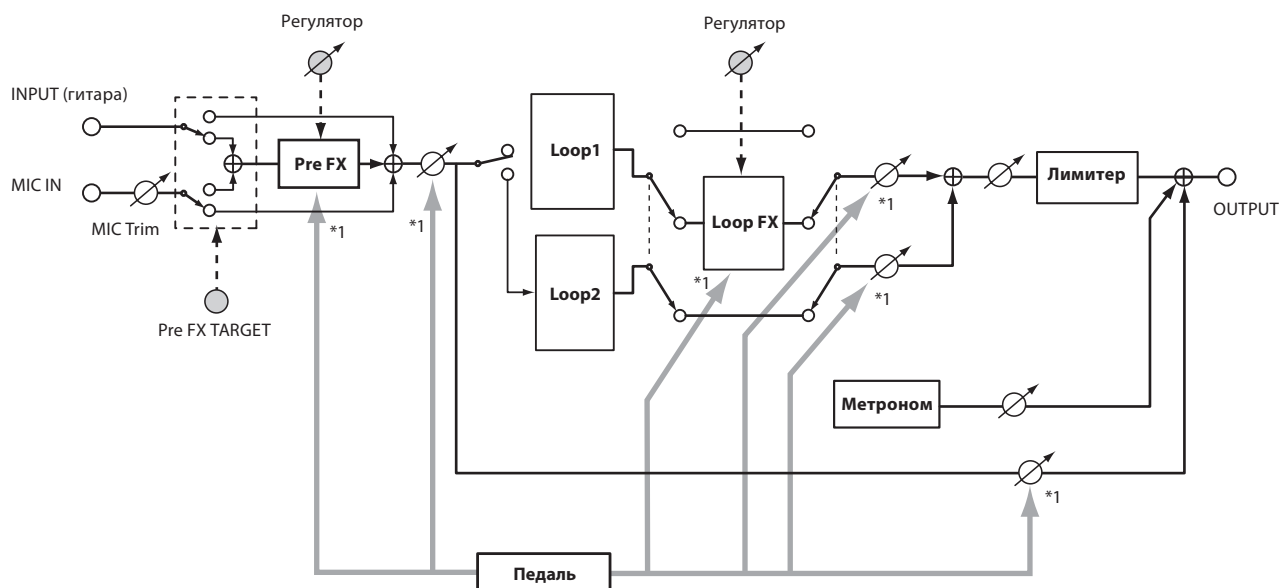 Регулятор
Регулятор
INPUT (гитара)
MIC IN
MIC Trim
Pre FX
*1
*1
Pre FX TARGET
Loop1
Loop2
Loop FX
*1
*1
*1
Лимитер
OUTPUT
Метроном
*1
Педаль